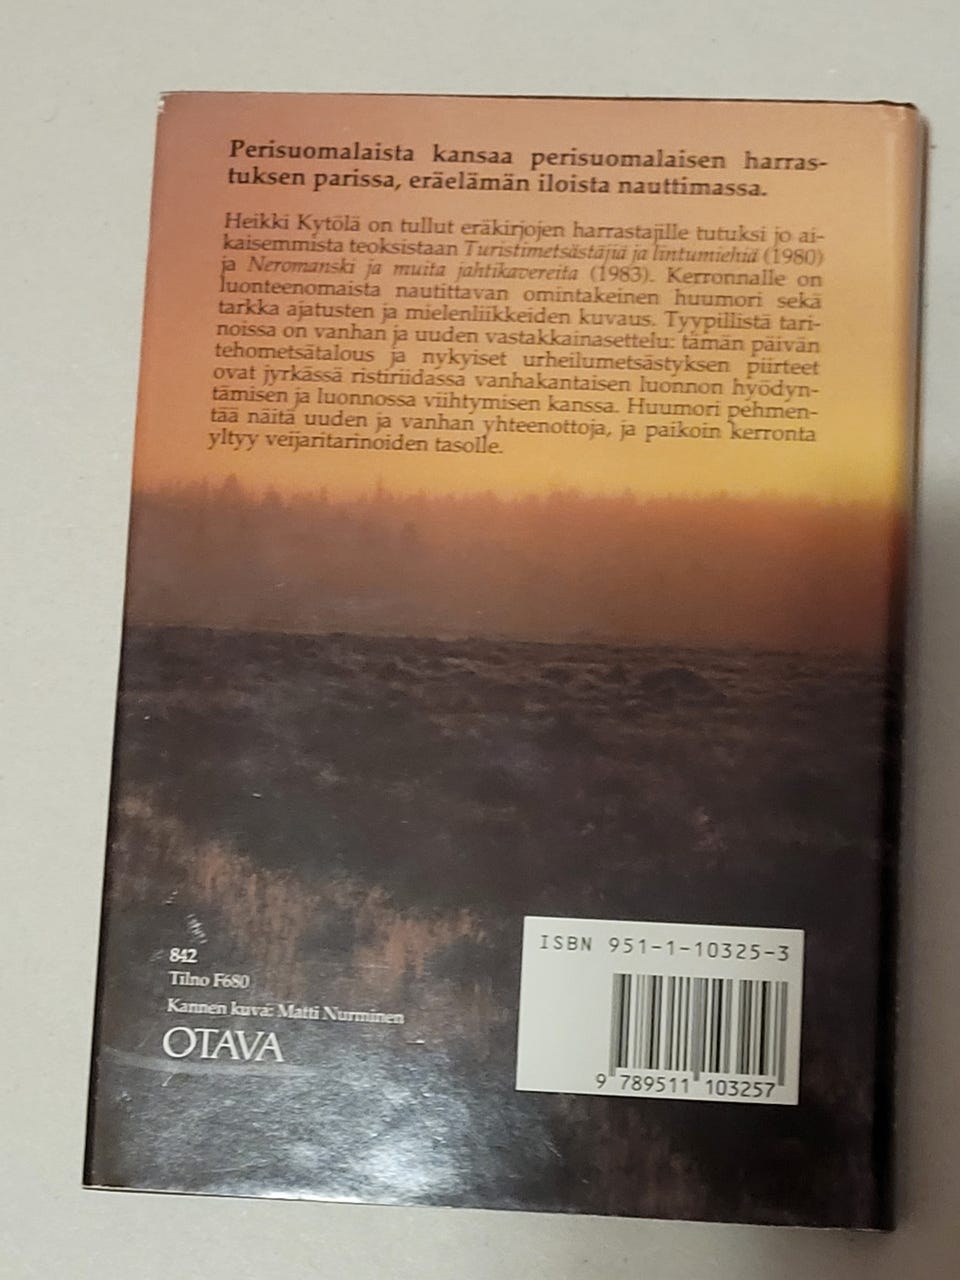 Perisuomalaista kansaa perisuomalaisen harras-
tuksen parissa, eräelämän iloista nauttimassa.
Heikki Kytölä on tullut eräkirjojen harrastajille tutuksi jo ai-
kaisemmista teoksistaan Turistimetsästäjiä ja lintumiehiä (1980)
ja Neromanski ja muita jahtikavereita (1983). Kerronnalle on
luonteenomaista nautittavan omintakeinen huumori sekä
tarkka ajatusten ja mielenliikkeiden kuvaus. Tyypillistä tari-
noissa on vanhan ja uuden vastakkainasettelu: tämän päivän
tehometsätalous ja nykyiset urheilumetsästyksen piirteet
ovat jyrkässä ristiriidassa vanhakantaisen luonnon hyödyn-
tämisen ja luonnossa viihtymisen kanssa. Huumori pehmen-
tää näitä uuden ja vanhan yhteenottoja, ja paikoin kerronta
yltyy veijaritarinoiden tasolle.
842
Tilno F680
Kannen kuva: Matti Nurminen
OTAVA
ISBN 951-1-10325-3
9 789511 103257